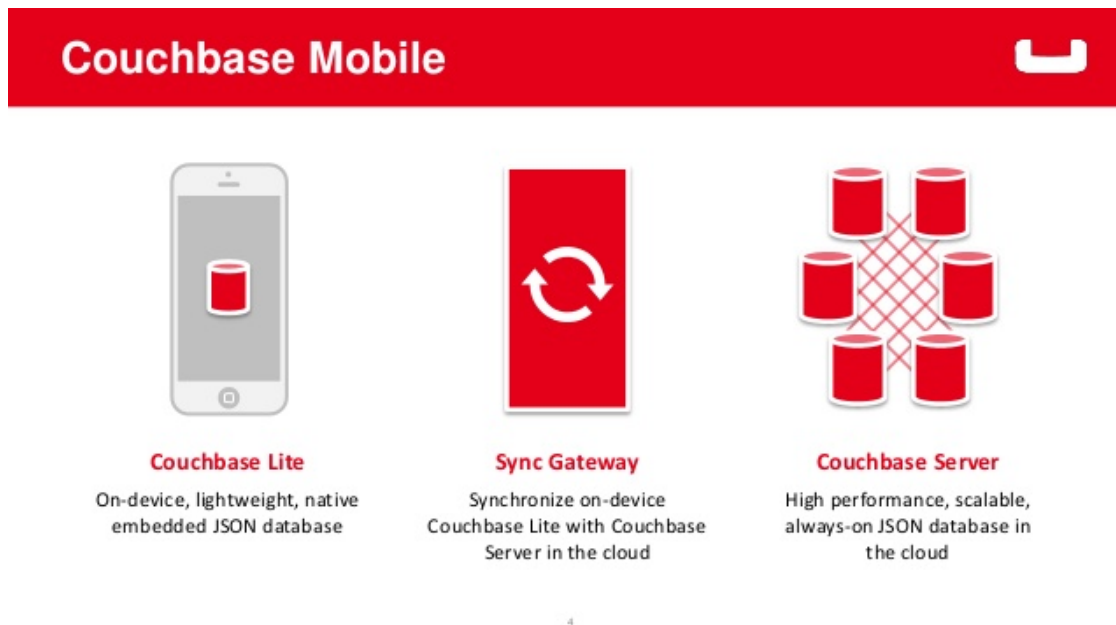 Couchbase Mobile
Couchbase Lite
On-device, lightweight, native
embedded JSON database
Sync Gateway
Synchronize on-device
Couchbase Lite with Couchbase
Server in the cloud
Couchbase Server
High performance, scalable,
always-on JSON database in
the cloud
4